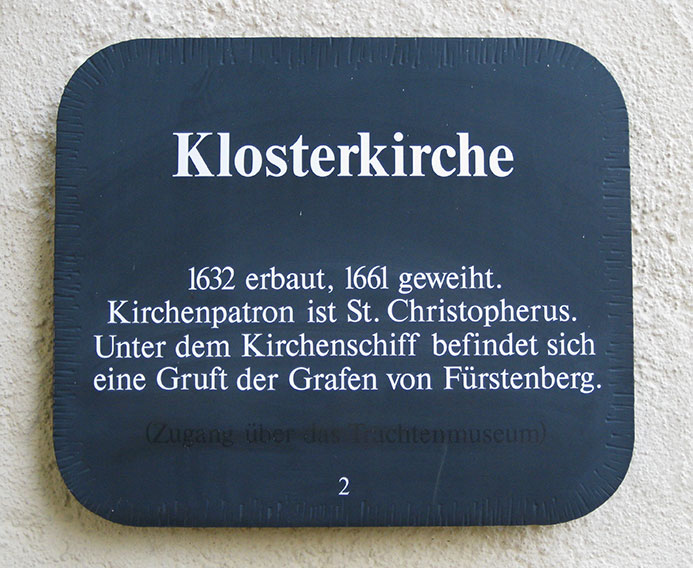 Klosterkirche
1632 erbaut, 1661 geweiht.
Kirchenpatron ist St. Christopherus.
Unter dem Kirchenschiff befindet sich
eine Gruft der Grafen von Fürstenberg.
(Zugang über das Trachtenmuseum)
2